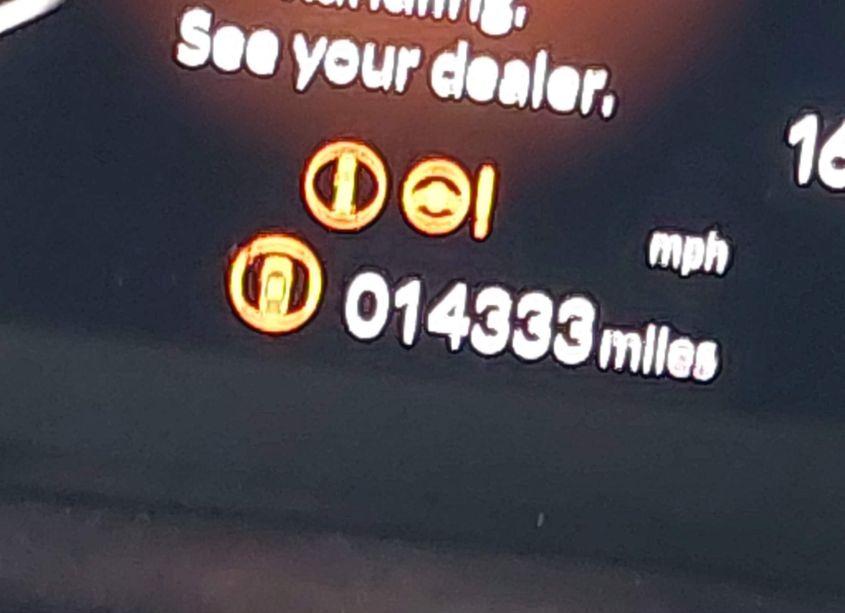 See your dealer.
16
mph
014333 miles